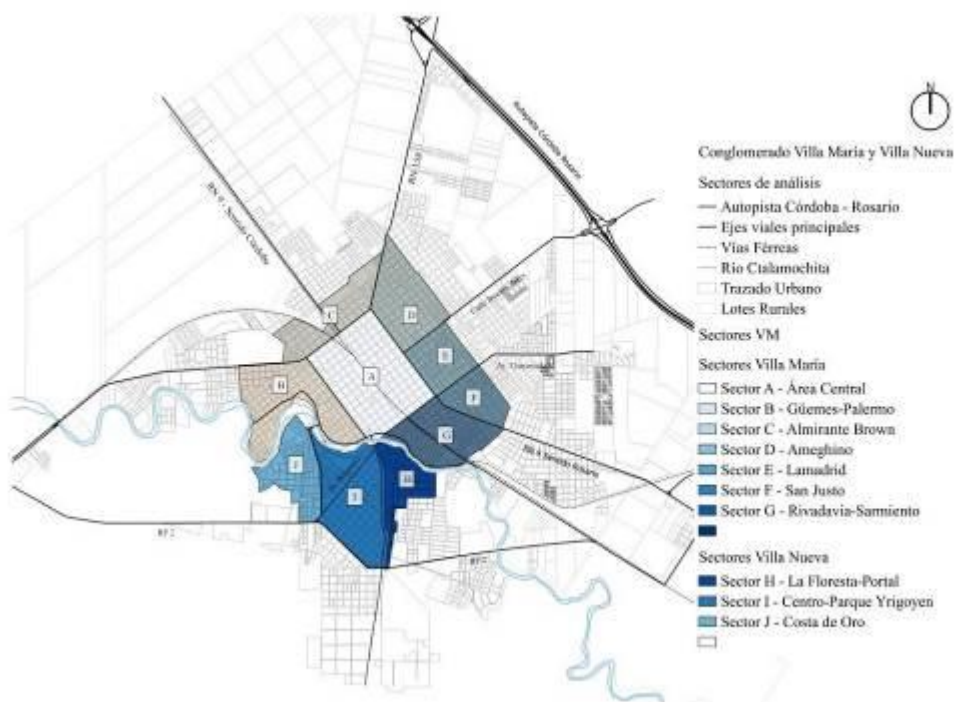 N
Autopista Córdoba Rosario
RN 158
RN 9 - Sentido Córdoba
C
D
E
A
B
F
G
J
I
H
RP 2
Conglomerado Villa María y Villa Nueva
Sectores de análisis
Autopista Córdoba - Rosario
Ejes viales principales
Vías Férreas
Río Ctalamochita
Trazado Urbano
Lotes Rurales
Sectores VM
Sectores Villa María
Sector A - Área Central
Sector B - Güemes-Palermo
Sector C - Almirante Brown
Sector D - Ameghino
Sector E - Lamadrid
Sector F - San Justo
Sector G - Rivadavia-Sarmiento
Sectores Villa Nueva
Sector H - La Floresta-Portal
Sector I - Centro-Parque Yrigoyen
Sector J - Costa de Oro